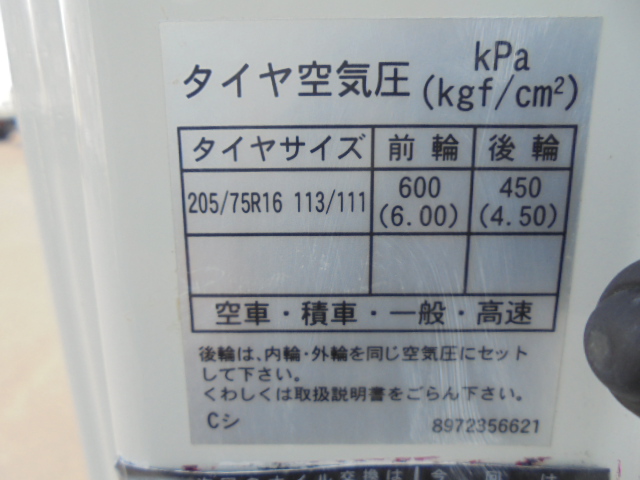 タイヤ空気圧 kPa
(kgf/cm²)
タイヤサイズ 前輪 後輪
205/75R16 113/111 600 450
(6.00) (4.50)
空車・積車・一般・高速
後輪は、内輪・外輪を同じ空気圧にセット
して下さい。
くわしくは取扱説明書をごらん下さい。
Cシ 8972356621